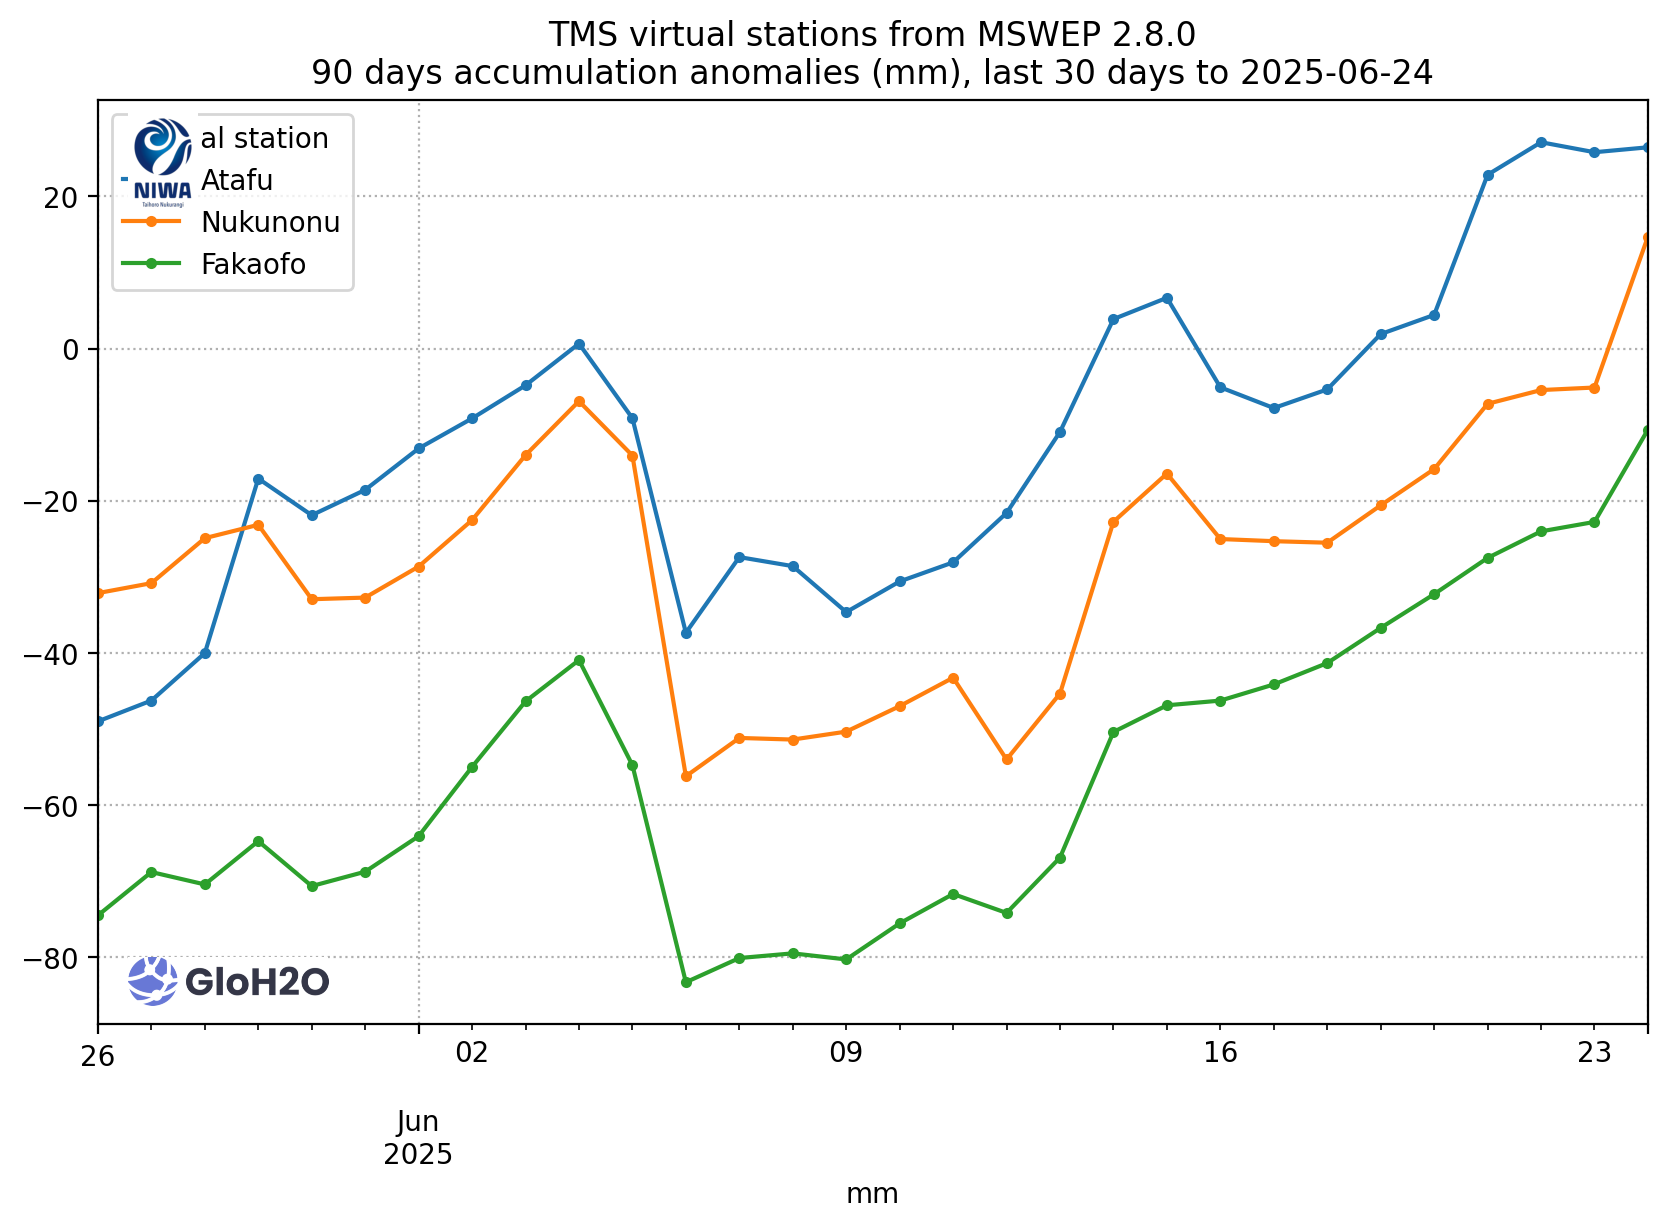 TMS virtual stations from MSWEP 2.8.0
90 days accumulation anomalies (mm), last 30 days to 2025-06-24
al station
Atafu
NIWA
Taihoro Nukurangi
Nukunonu
Fakaofo
20
0
−20
−40
−60
−80
GloH2O
26
02
09
16
23
Jun
2025
mm